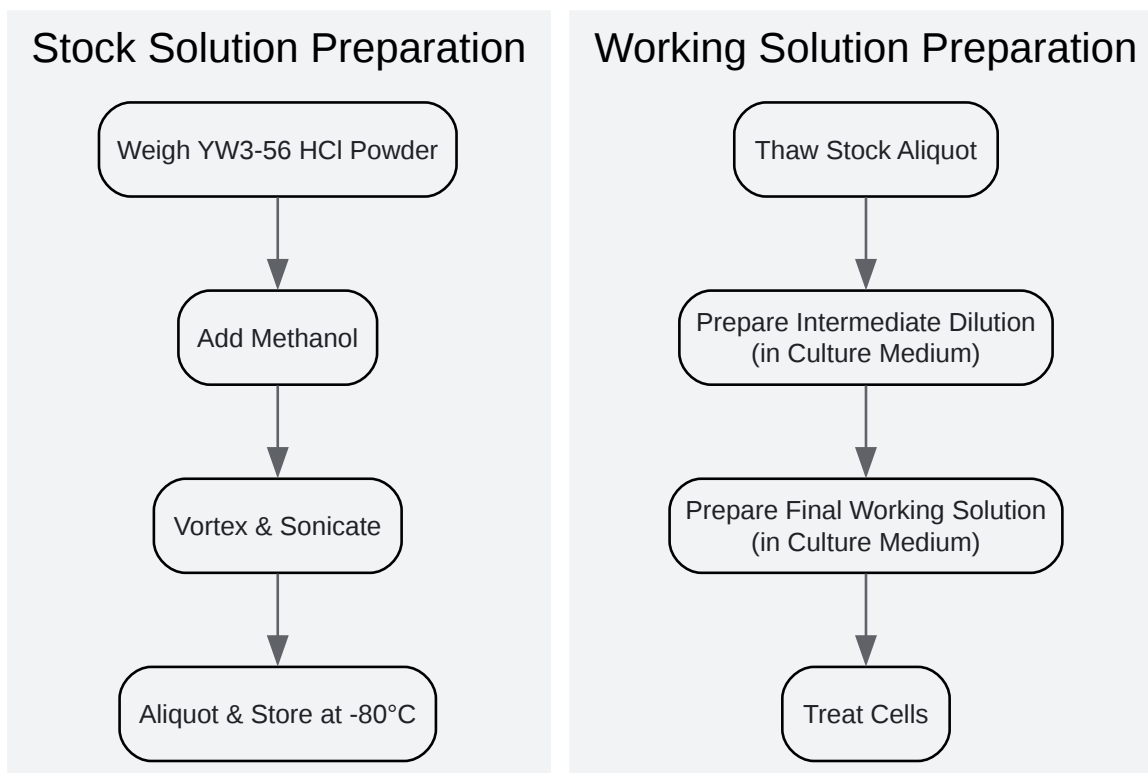 Stock Solution Preparation
Weigh YW3-56 HCl Powder
Add Methanol
Vortex & Sonicate
Aliquot & Store at -80°C
Working Solution Preparation
Thaw Stock Aliquot
Prepare Intermediate Dilution
(in Culture Medium)
Prepare Final Working Solution
(in Culture Medium)
Treat Cells